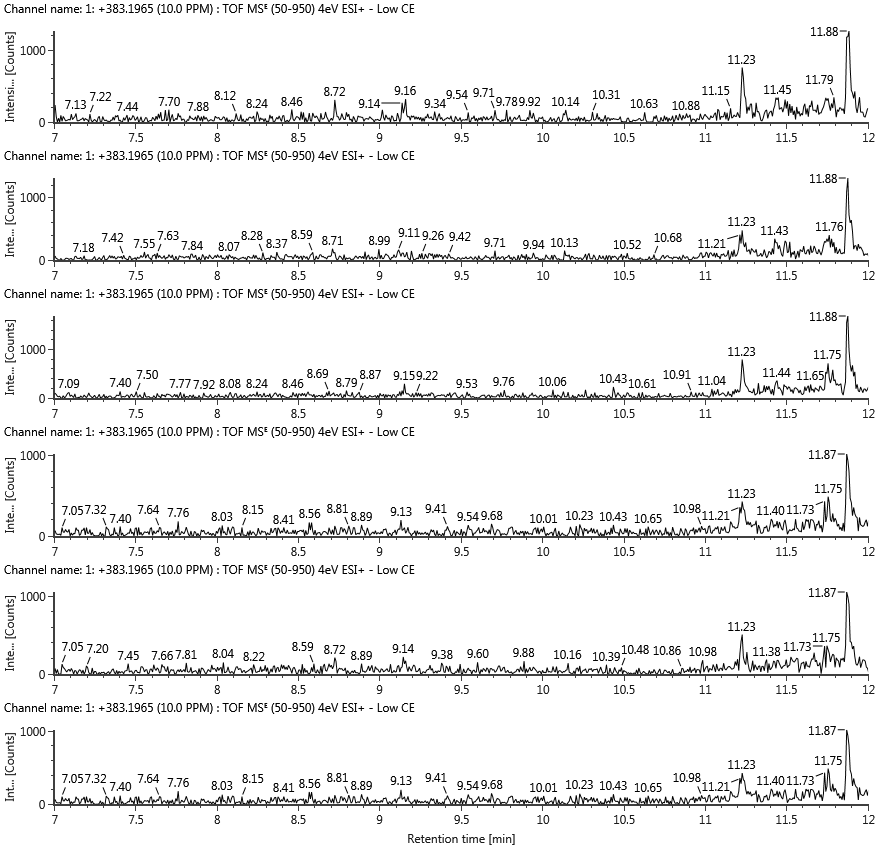 Channel name: 1: +383.1965 (10.0 PPM) : TOF MSᴱ (50-950) 4eV ESI+ - Low CE
Intensi... [Counts]
1000
0
7.13 7.22 7.44 7.70 7.88 8.12 8.24 8.46 8.72 9.14 9.16 9.34 9.54 9.71 9.78 9.92 10.14 10.31 10.63 10.88 11.15 11.23 11.45 11.79 11.88
7 7.5 8 8.5 9 9.5 10 10.5 11 11.5 12
Channel name: 1: +383.1965 (10.0 PPM) : TOF MSᴱ (50-950) 4eV ESI+ - Low CE
Inte... [Counts]
1000
0
7.18 7.42 7.55 7.63 7.84 8.07 8.28 8.37 8.59 8.71 8.99 9.11 9.26 9.42 9.71 9.94 10.13 10.52 10.68 11.21 11.23 11.43 11.76 11.88
7 7.5 8 8.5 9 9.5 10 10.5 11 11.5 12
Channel name: 1: +383.1965 (10.0 PPM) : TOF MSᴱ (50-950) 4eV ESI+ - Low CE
Inte... [Counts]
1000
0
7.09 7.40 7.50 7.77 7.92 8.08 8.24 8.46 8.69 8.79 8.87 9.15 9.22 9.53 9.76 10.06 10.43 10.61 10.91 11.04 11.23 11.44 11.65 11.75 11.88
7 7.5 8 8.5 9 9.5 10 10.5 11 11.5 12
Channel name: 1: +383.1965 (10.0 PPM) : TOF MSᴱ (50-950) 4eV ESI+ - Low CE
Inte... [Counts]
1000
0
7.05 7.32 7.40 7.64 7.76 8.03 8.15 8.41 8.56 8.81 8.89 9.13 9.41 9.54 9.68 10.01 10.23 10.43 10.65 10.98 11.21 11.23 11.40 11.73 11.75 11.87
7 7.5 8 8.5 9 9.5 10 10.5 11 11.5 12
Channel name: 1: +383.1965 (10.0 PPM) : TOF MSᴱ (50-950) 4eV ESI+ - Low CE
Inte... [Counts]
1000
0
7.05 7.20 7.45 7.66 7.81 8.04 8.22 8.59 8.72 8.89 9.14 9.38 9.60 9.88 10.16 10.39 10.48 10.86 10.98 11.23 11.38 11.73 11.75 11.87
7 7.5 8 8.5 9 9.5 10 10.5 11 11.5 12
Channel name: 1: +383.1965 (10.0 PPM) : TOF MSᴱ (50-950) 4eV ESI+ - Low CE
Int... [Counts]
1000
0
7.05 7.32 7.40 7.64 7.76 8.03 8.15 8.41 8.56 8.81 8.89 9.13 9.41 9.54 9.68 10.01 10.23 10.43 10.65 10.98 11.21 11.23 11.40 11.73 11.75 11.87
7 7.5 8 8.5 9 9.5 10 10.5 11 11.5 12
Retention time [min]